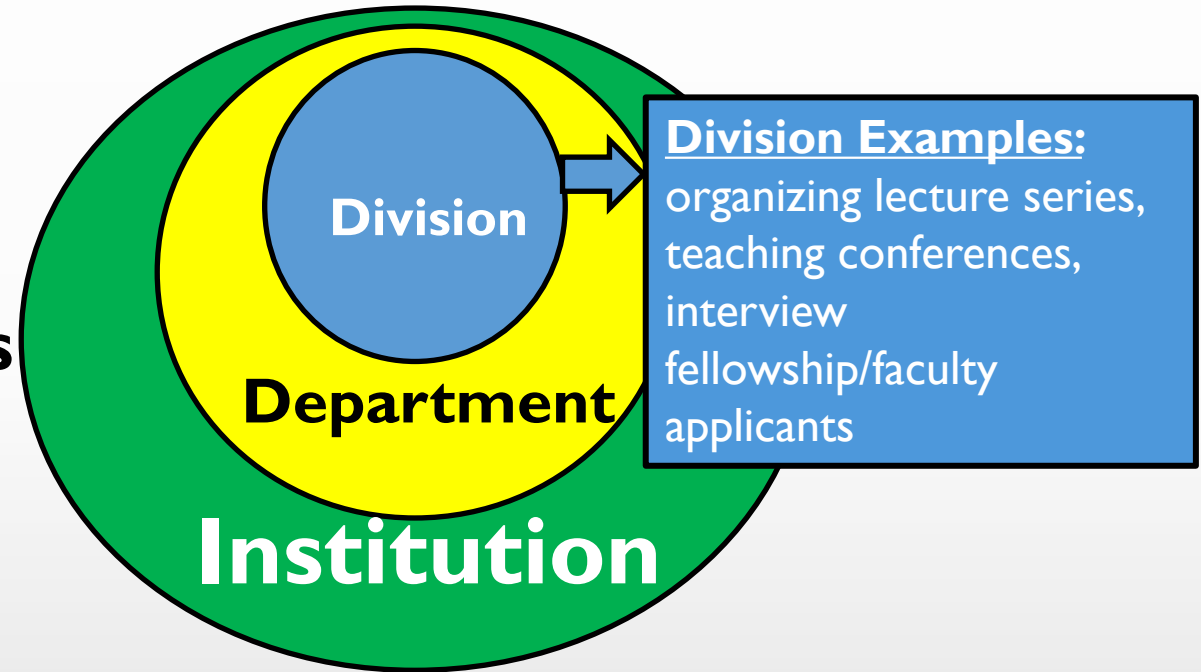 Division
Division Examples:
organizing lecture series,
teaching conferences,
interview
fellowship/faculty
applicants
s
Department
Institution